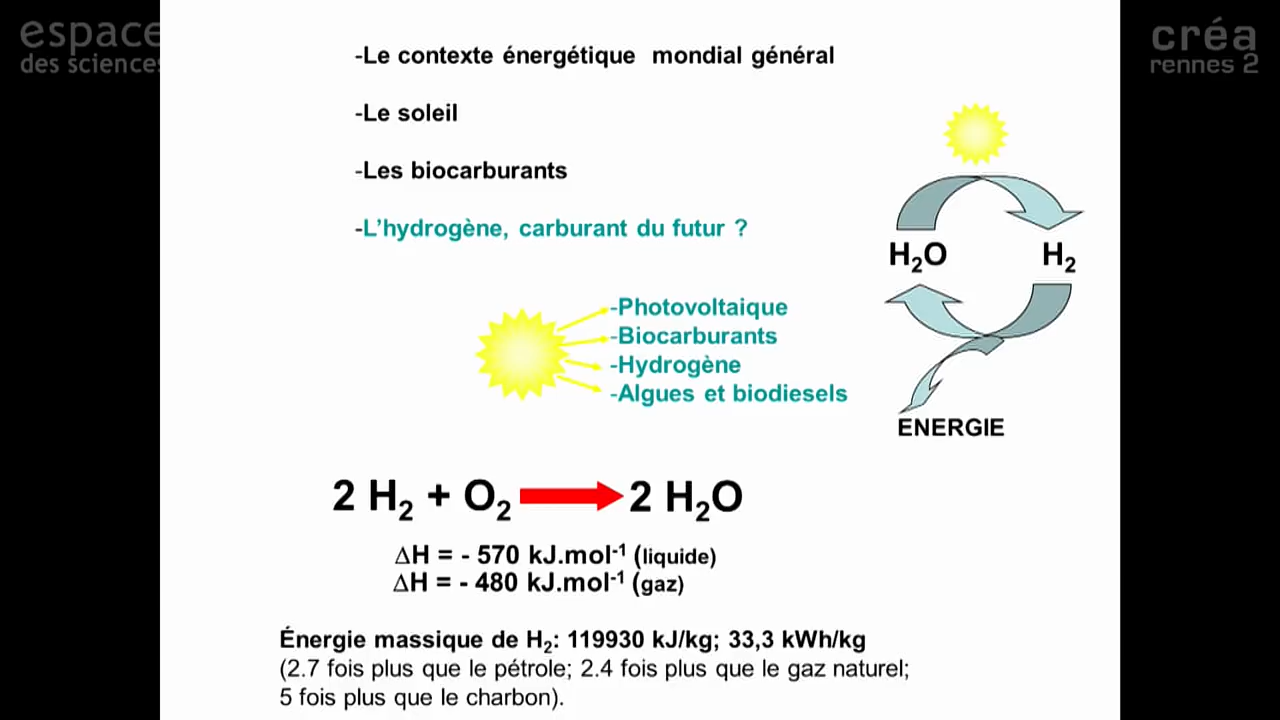 espace
des sciences
créa
rennes 2
-Le contexte énergétique mondial général
-Le soleil
-Les biocarburants
-L’hydrogène, carburant du futur ?
H₂O
H₂
-Photovoltaique
-Biocarburants
-Hydrogène
-Algues et biodiesels
ENERGIE
2 H₂ + O₂ 2 H₂O
∆H = - 570 kJ.mol⁻¹ (liquide)
∆H = - 480 kJ.mol⁻¹ (gaz)
Énergie massique de H₂: 119930 kJ/kg; 33,3 kWh/kg
(2.7 fois plus que le pétrole; 2.4 fois plus que le gaz naturel;
5 fois plus que le charbon).